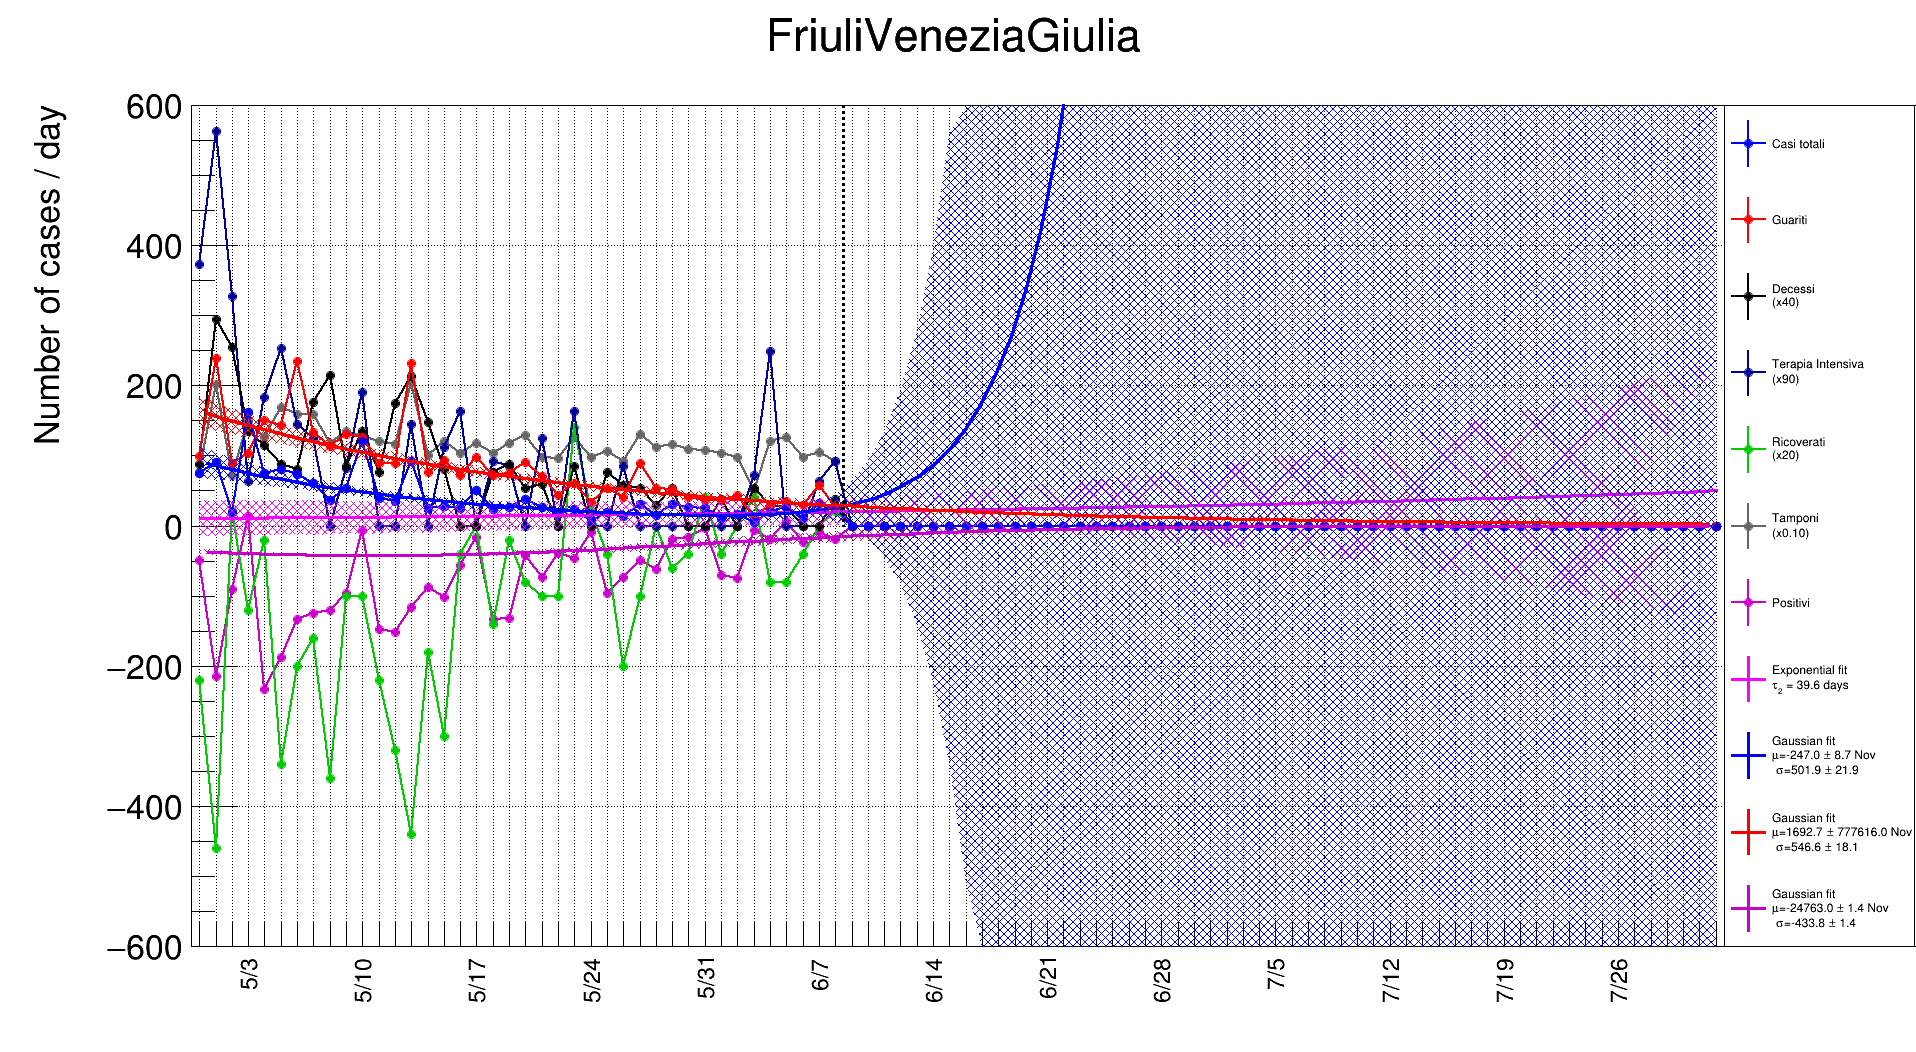 FriuliVeneziaGiulia
Number of cases / day
600
400
200
0
−200
−400
−600
5/3
5/10
5/17
5/24
5/31
6/7
6/14
6/21
6/28
7/5
7/12
7/19
7/26
Casi totali
Guariti
Decessi
(x40)
Terapia Intensiva
(x90)
Ricoverati
(x20)
Tamponi
(x0.10)
Positivi
Exponential fit
τ2 = 39.6 days
Gaussian fit
μ=-247.0 ± 8.7 Nov
σ=501.9 ± 21.9
Gaussian fit
μ=1692.7 ± 777616.0 Nov
σ=546.6 ± 18.1
Gaussian fit
μ=-24763.0 ± 1.4 Nov
σ=-433.8 ± 1.4